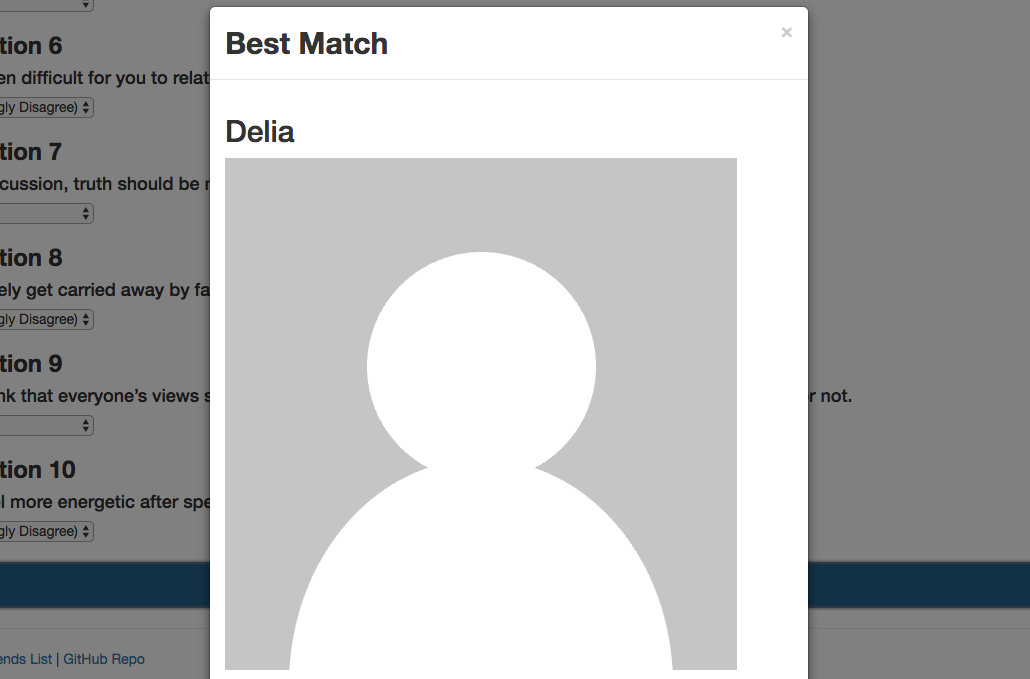 Best Match
×
Delia
tion 6
en difficult for you to relat
gly Disagree)
tion 7
cussion, truth should be r
tion 8
ely get carried away by fa
gly Disagree)
tion 9
nk that everyone’s views s
r not.
tion 10
l more energetic after spe
gly Disagree)
ends List | GitHub Repo